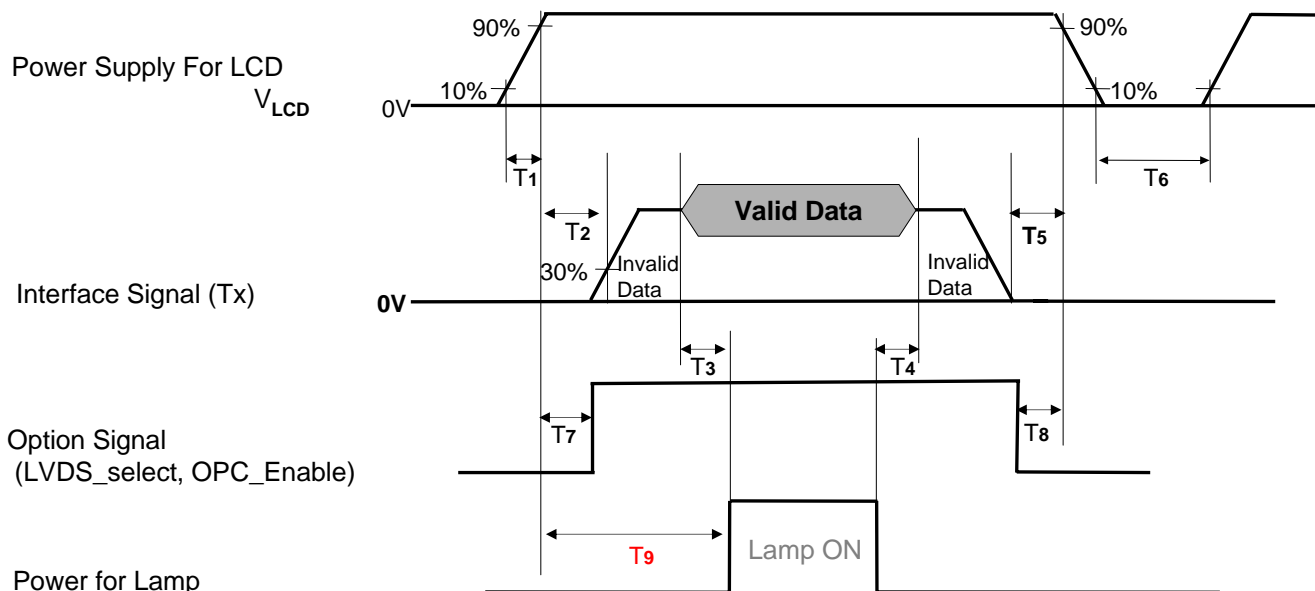 90%
90%
Power Supply For LCD
VLCD
10%
10%
0V
T1
T6
Valid Data
T2
T5
30%
Invalid
Data
Invalid
Data
Interface Signal (Tx)
0V
T3
T4
T7
T8
Option Signal
(LVDS_select, OPC_Enable)
T9
Lamp ON
Power for Lamp